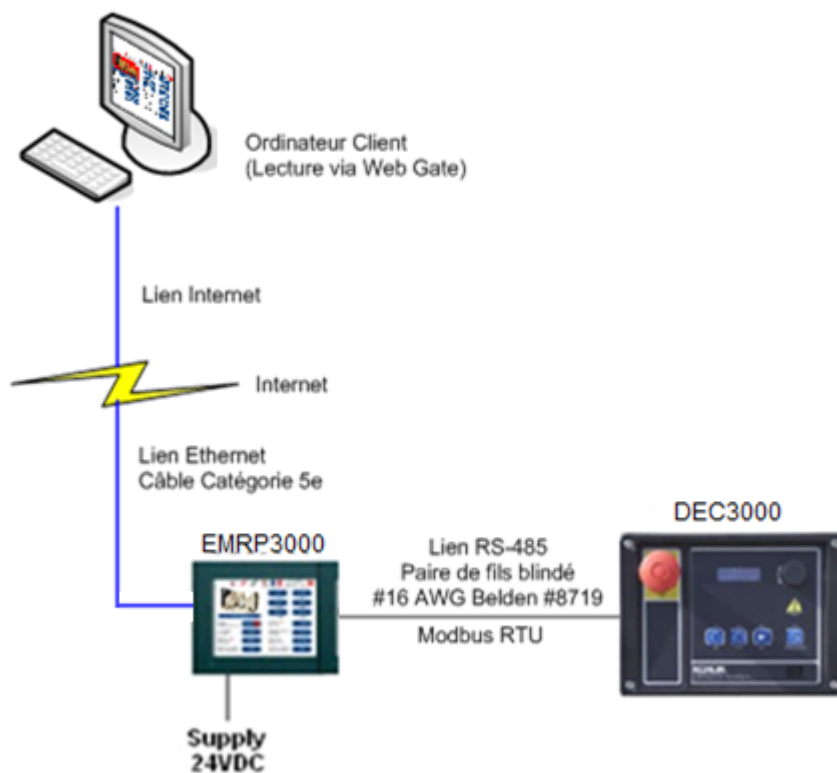 Ordinateur Client
(Lecture via Web Gate)
Lien Internet
Internet
Lien Ethernet
Câble Catégorie 5e
EMRP3000
Lien RS-485
Paire de fils blindé
#16 AWG Belden #8719
Modbus RTU
DEC3000
KOHLER
Supply
24VDC